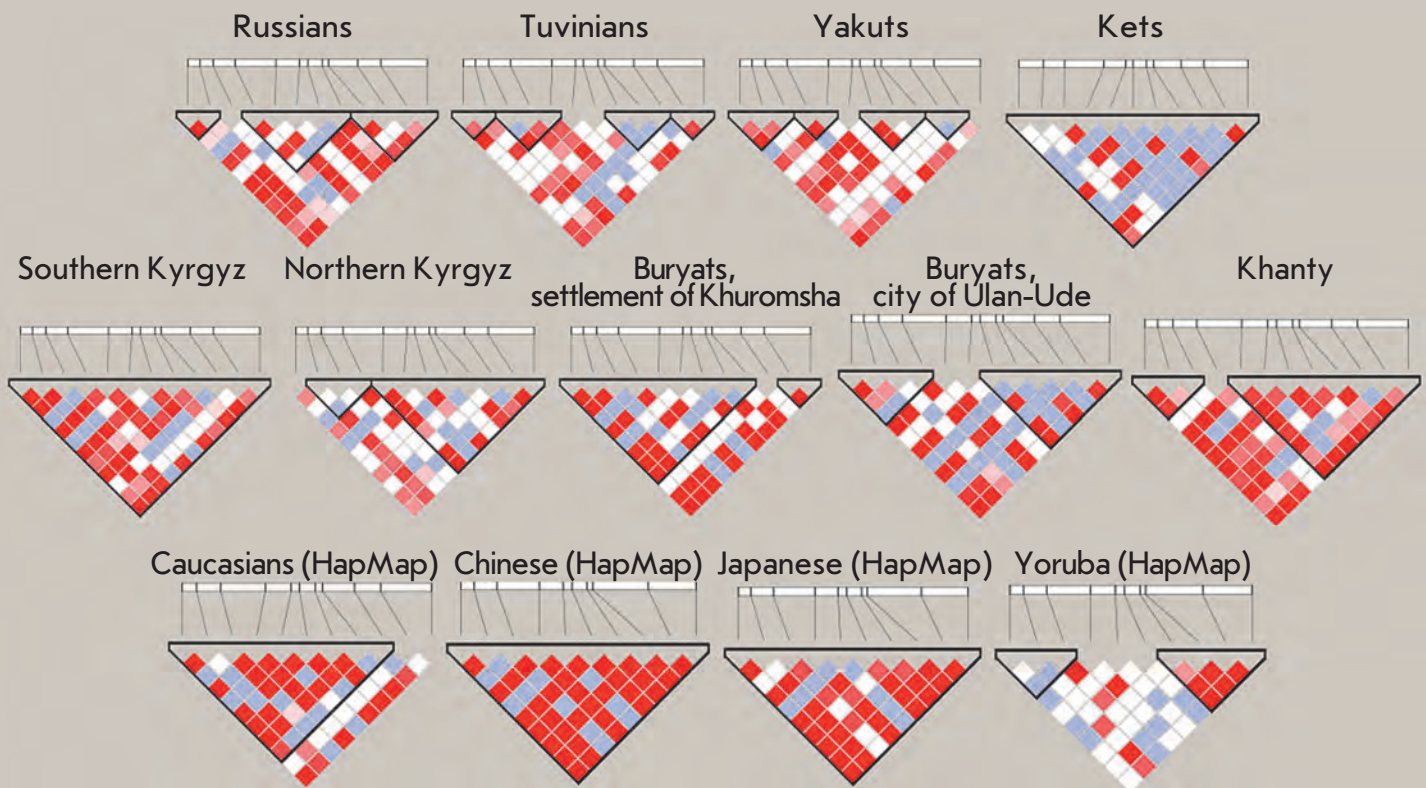 Russians
Tuvinians
Yakuts
Kets
Southern Kyrgyz
Northern Kyrgyz
Buryats,
settlement of Khuromsha
Buryats,
city of Ulan-Ude
Khanty
Caucasians (HapMap)
Chinese (HapMap)
Japanese (HapMap)
Yoruba (HapMap)